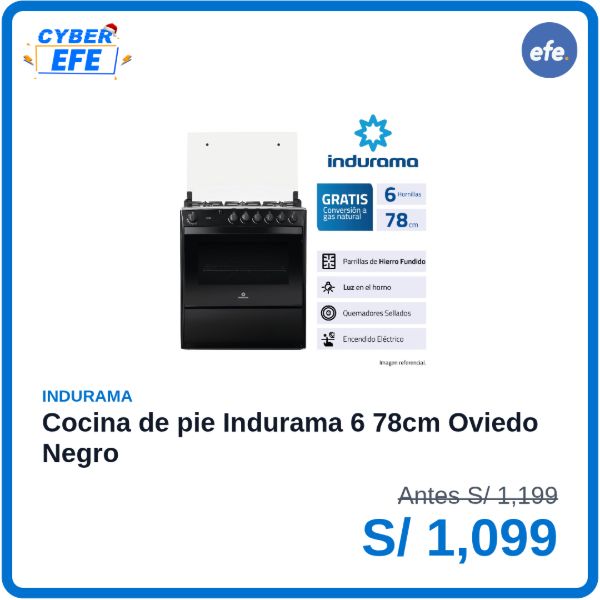 CYBER
EFE
efe.
indurama
GRATIS
Conversión a
gas natural
6 Hornillas
78 cm
Parrillas de Hierro Fundido
Luz en el horno
Quemadores Sellados
Encendido Eléctrico
Imagen referencial.
indurama
INDURAMA
Cocina de pie Indurama 6 78cm Oviedo
Negro
Antes S/ 1,199
S/ 1,099